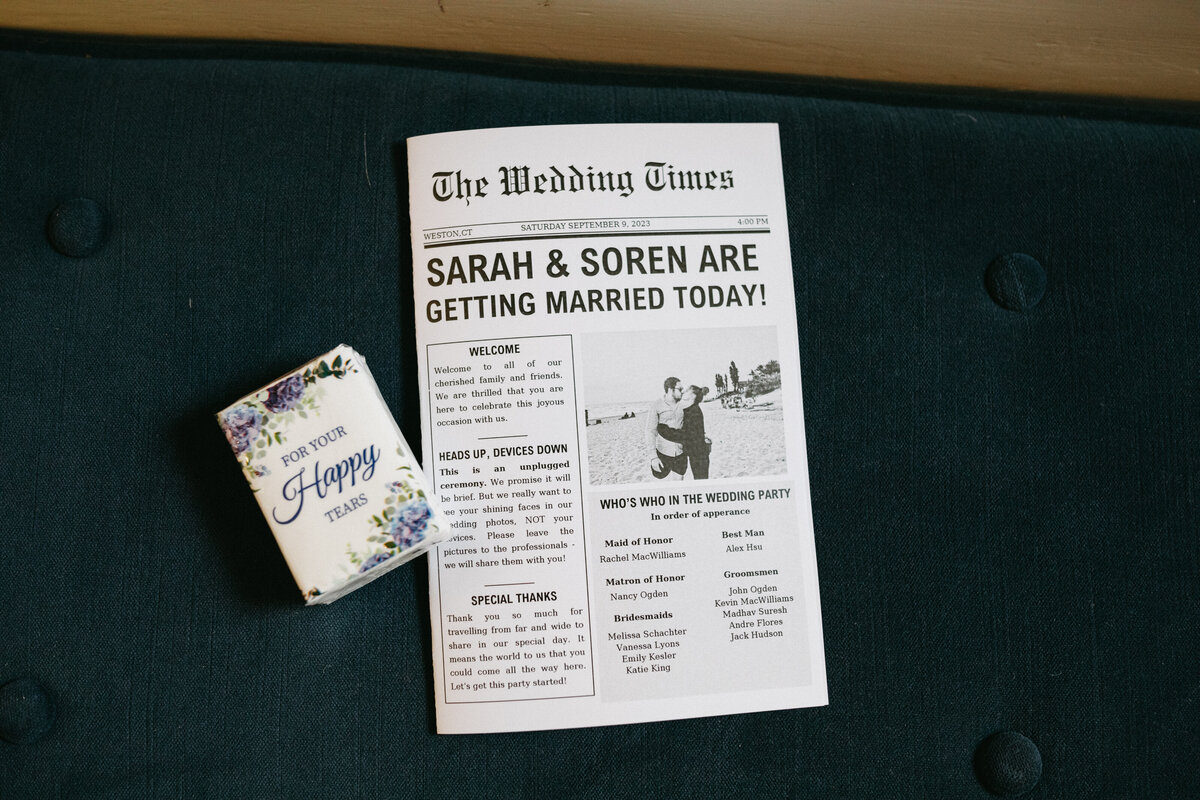 The Wedding Times
WESTON,CT SATURDAY SEPTEMBER 9, 2023 4:00 PM
SARAH & SOREN ARE
GETTING MARRIED TODAY!
WELCOME
Welcome to all of our
cherished family and friends.
We are thrilled that you are
here to celebrate this joyous
occasion with us.
HEADS UP, DEVICES DOWN
This is an unplugged
ceremony. We promise it will
be brief. But we really want to
see your shining faces in our
wedding photos, NOT your
devices. Please leave the
pictures to the professionals -
we will share them with you!
SPECIAL THANKS
Thank you so much for
travelling from far and wide to
share in our special day. It
means the world to us that you
could come all the way here.
Let's get this party started!
WHO'S WHO IN THE WEDDING PARTY
In order of apperance
Maid of Honor
Rachel MacWilliams
Matron of Honor
Nancy Ogden
Bridesmaids
Melissa Schachter
Vanessa Lyons
Emily Kesler
Katie King
Best Man
Alex Hsu
Groomsmen
John Ogden
Kevin MacWilliams
Madhav Suresh
Andre Flores
Jack Hudson
FOR YOUR
Happy
TEARS